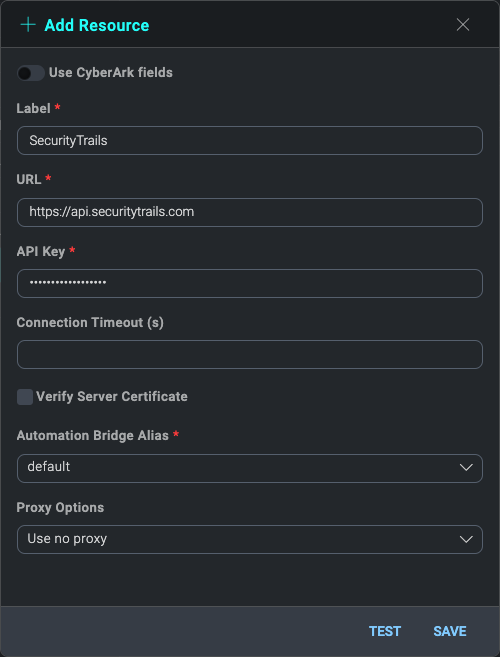 Add Resource
Use CyberArk fields
Label *
SecurityTrails
URL *
https://api.securitytrails.com
API Key *
••••••••••••••••••
Connection Timeout (s)
Verify Server Certificate
Automation Bridge Alias *
default
Proxy Options
Use no proxy
TEST SAVE